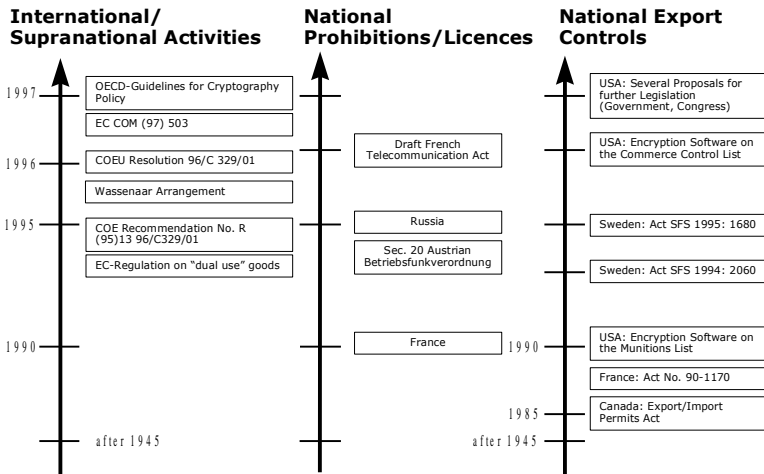 International/
Supranational Activities
1997
OECD-Guidelines for Cryptography
Policy
EC COM (97) 503
1996
COEU Resolution 96/C 329/01
Wassenaar Arrangement
1995
COE Recommendation No. R
(95)13 96/C329/01
EC-Regulation on “dual use” goods
1990
after 1945
National
Prohibitions/Licences
Draft French
Telecommunication Act
Russia
Sec. 20 Austrian
Betriebsfunkverordnung
France
National Export
Controls
USA: Several Proposals for
further Legislation
(Government, Congress)
USA: Encryption Software on
the Commerce Control List
Sweden: Act SFS 1995: 1680
Sweden: Act SFS 1994: 2060
1990
USA: Encryption Software on
the Munitions List
France: Act No. 90-1170
1985
Canada: Export/Import
Permits Act
after 1945